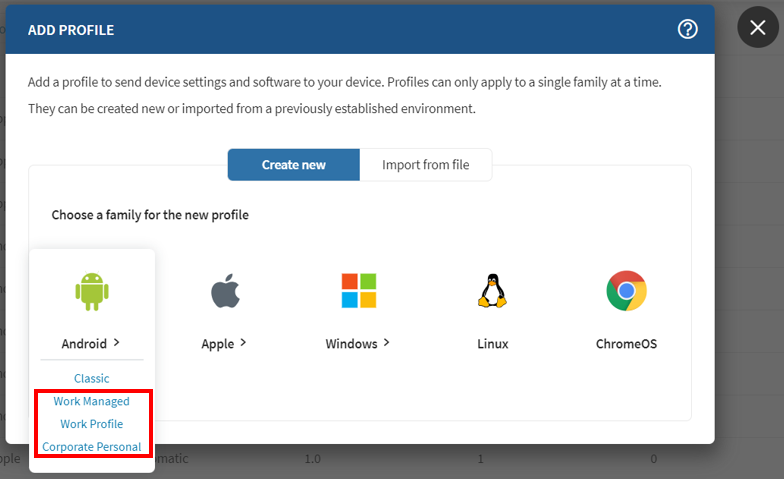 ADD PROFILE
Add a profile to send device settings and software to your device. Profiles can only apply to a single family at a time.
They can be created new or imported from a previously established environment.
Create new
Import from file
Choose a family for the new profile
Android
Apple
Windows
Linux
ChromeOS
Classic
Work Managed
Work Profile
Corporate Personal
1.0
1
0